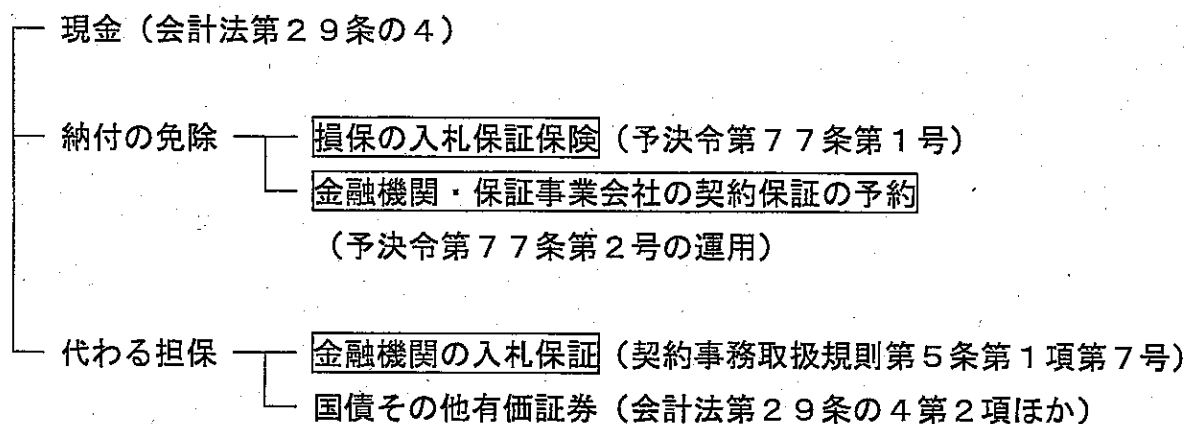 現金(会計法第29条の4)
納付の免除 損保の入札保証保険(予決令第77条第1号)
金融機関・保証事業会社の契約保証の予約
(予決令第77条第2号の運用)
代わる担保 金融機関の入札保証(契約事務取扱規則第5条第1項第7号)
国債その他有価証券(会計法第29条の4第2項ほか)